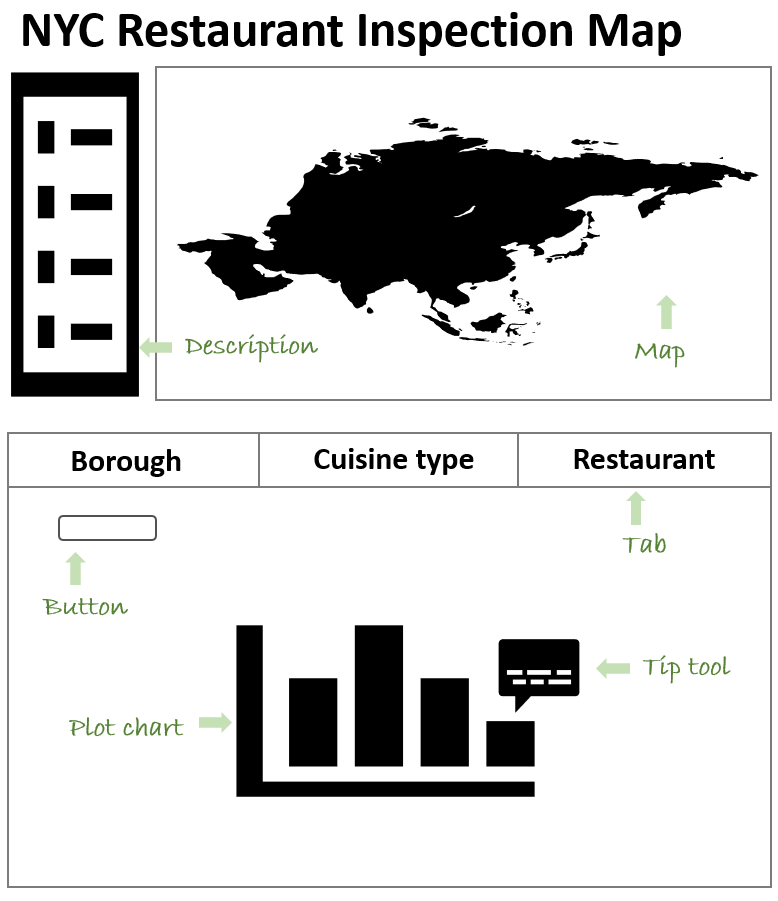 NYC Restaurant Inspection Map
Description
Map
Borough
Cuisine type
Restaurant
Tab
Button
Tip tool
Plot chart